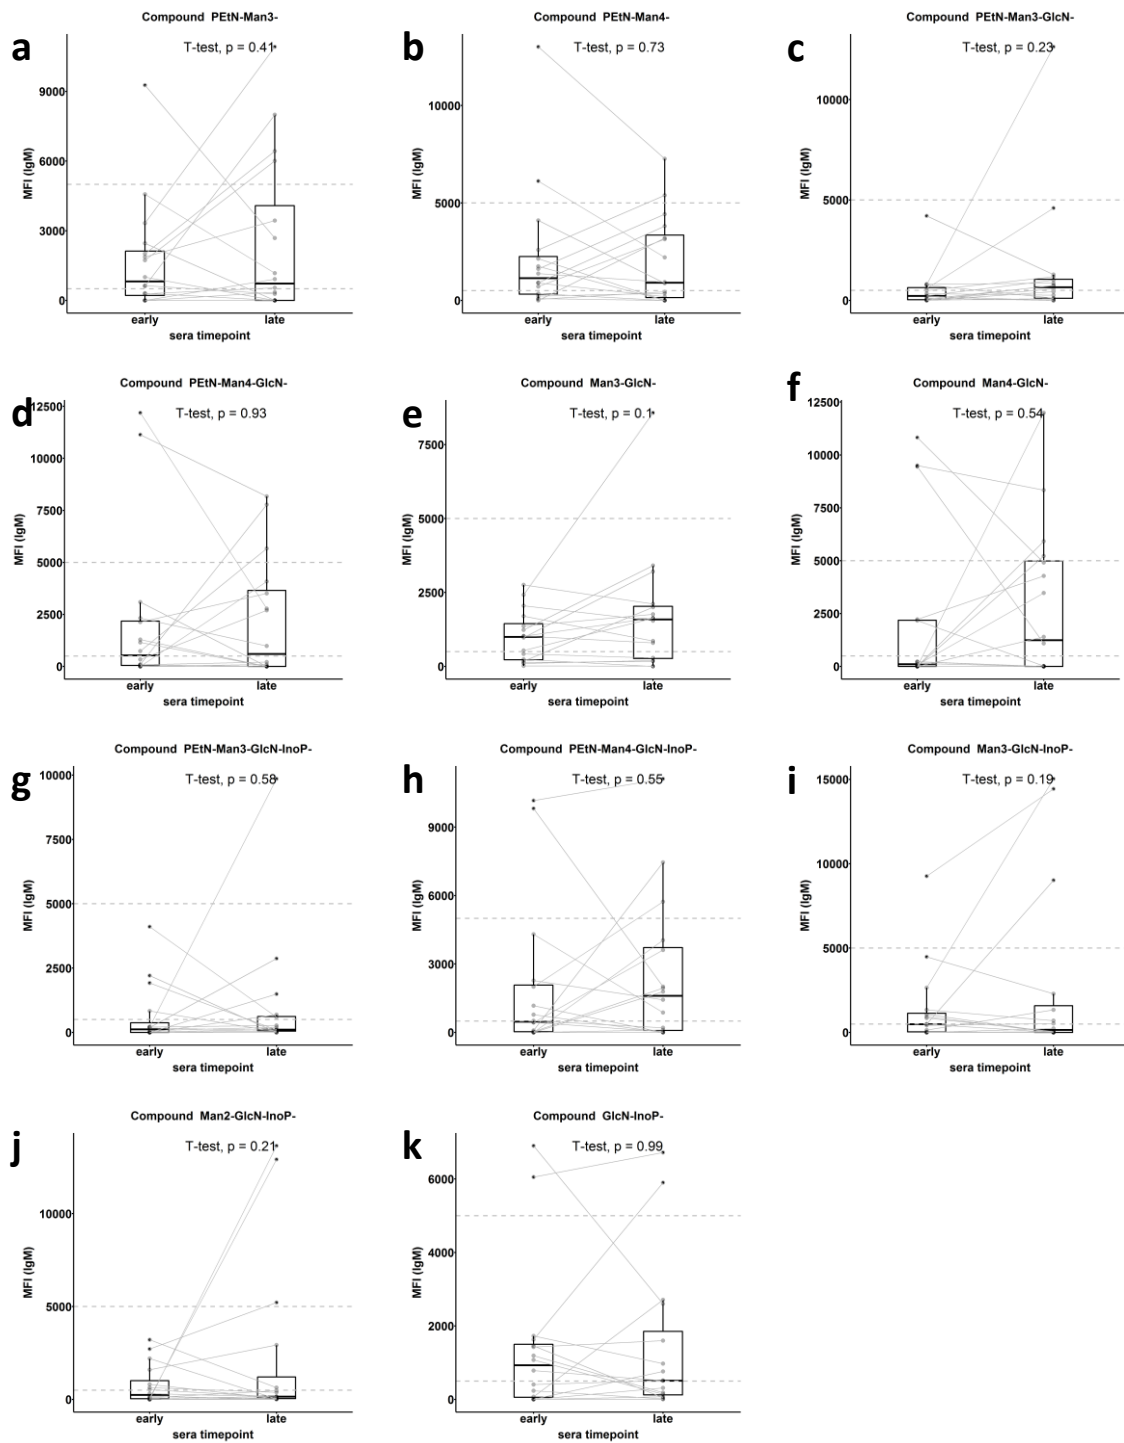 a
Compound PEtN-Man3-
T-test, p = 0.41
MFI (IgM)
9000
6000
3000
0
early late
sera timepoint
b
Compound PEtN-Man4-
T-test, p = 0.73
MFI (IgM)
10000
5000
0
early late
sera timepoint
c
Compound PEtN-Man3-GlcN-
T-test, p = 0.23
MFI (IgM)
10000
5000
0
early late
sera timepoint
d
Compound PEtN-Man4-GlcN-
T-test, p = 0.93
MFI (IgM)
12500
10000
7500
5000
2500
0
early late
sera timepoint
e
Compound Man3-GlcN-
T-test, p = 0.1
MFI (IgM)
7500
5000
2500
0
early late
sera timepoint
f
Compound Man4-GlcN-
T-test, p = 0.54
MFI (IgM)
12500
10000
7500
5000
2500
0
early late
sera timepoint
g
Compound PEtN-Man3-GlcN-InoP-
T-test, p = 0.58
MFI (IgM)
10000
7500
5000
2500
0
early late
sera timepoint
h
Compound PEtN-Man4-GlcN-InoP-
T-test, p = 0.55
MFI (IgM)
9000
6000
3000
0
early late
sera timepoint
i
Compound Man3-GlcN-InoP-
T-test, p = 0.19
MFI (IgM)
15000
10000
5000
0
early late
sera timepoint
j
Compound Man2-GlcN-InoP-
T-test, p = 0.21
MFI (IgM)
10000
5000
0
early late
sera timepoint
k
Compound GlcN-InoP-
T-test, p = 0.99
MFI (IgM)
6000
4000
2000
0
early late
sera timepoint